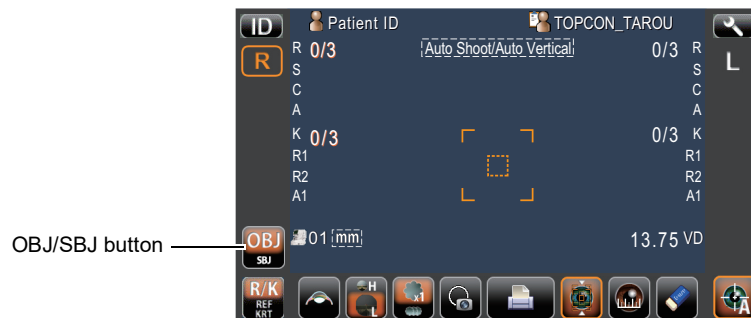 ID Patient ID TOPCON_TAROU
R R 0/3 Auto Shoot/Auto Vertical 0/3 R L
S S
C C
A A
K 0/3 0/3 K
R1 R1
R2 R2
A1 A1
OBJ/SBJ button OBJ 01 mm 13.75 VD
SBJ
R/K H x1 A
REF L
KRT